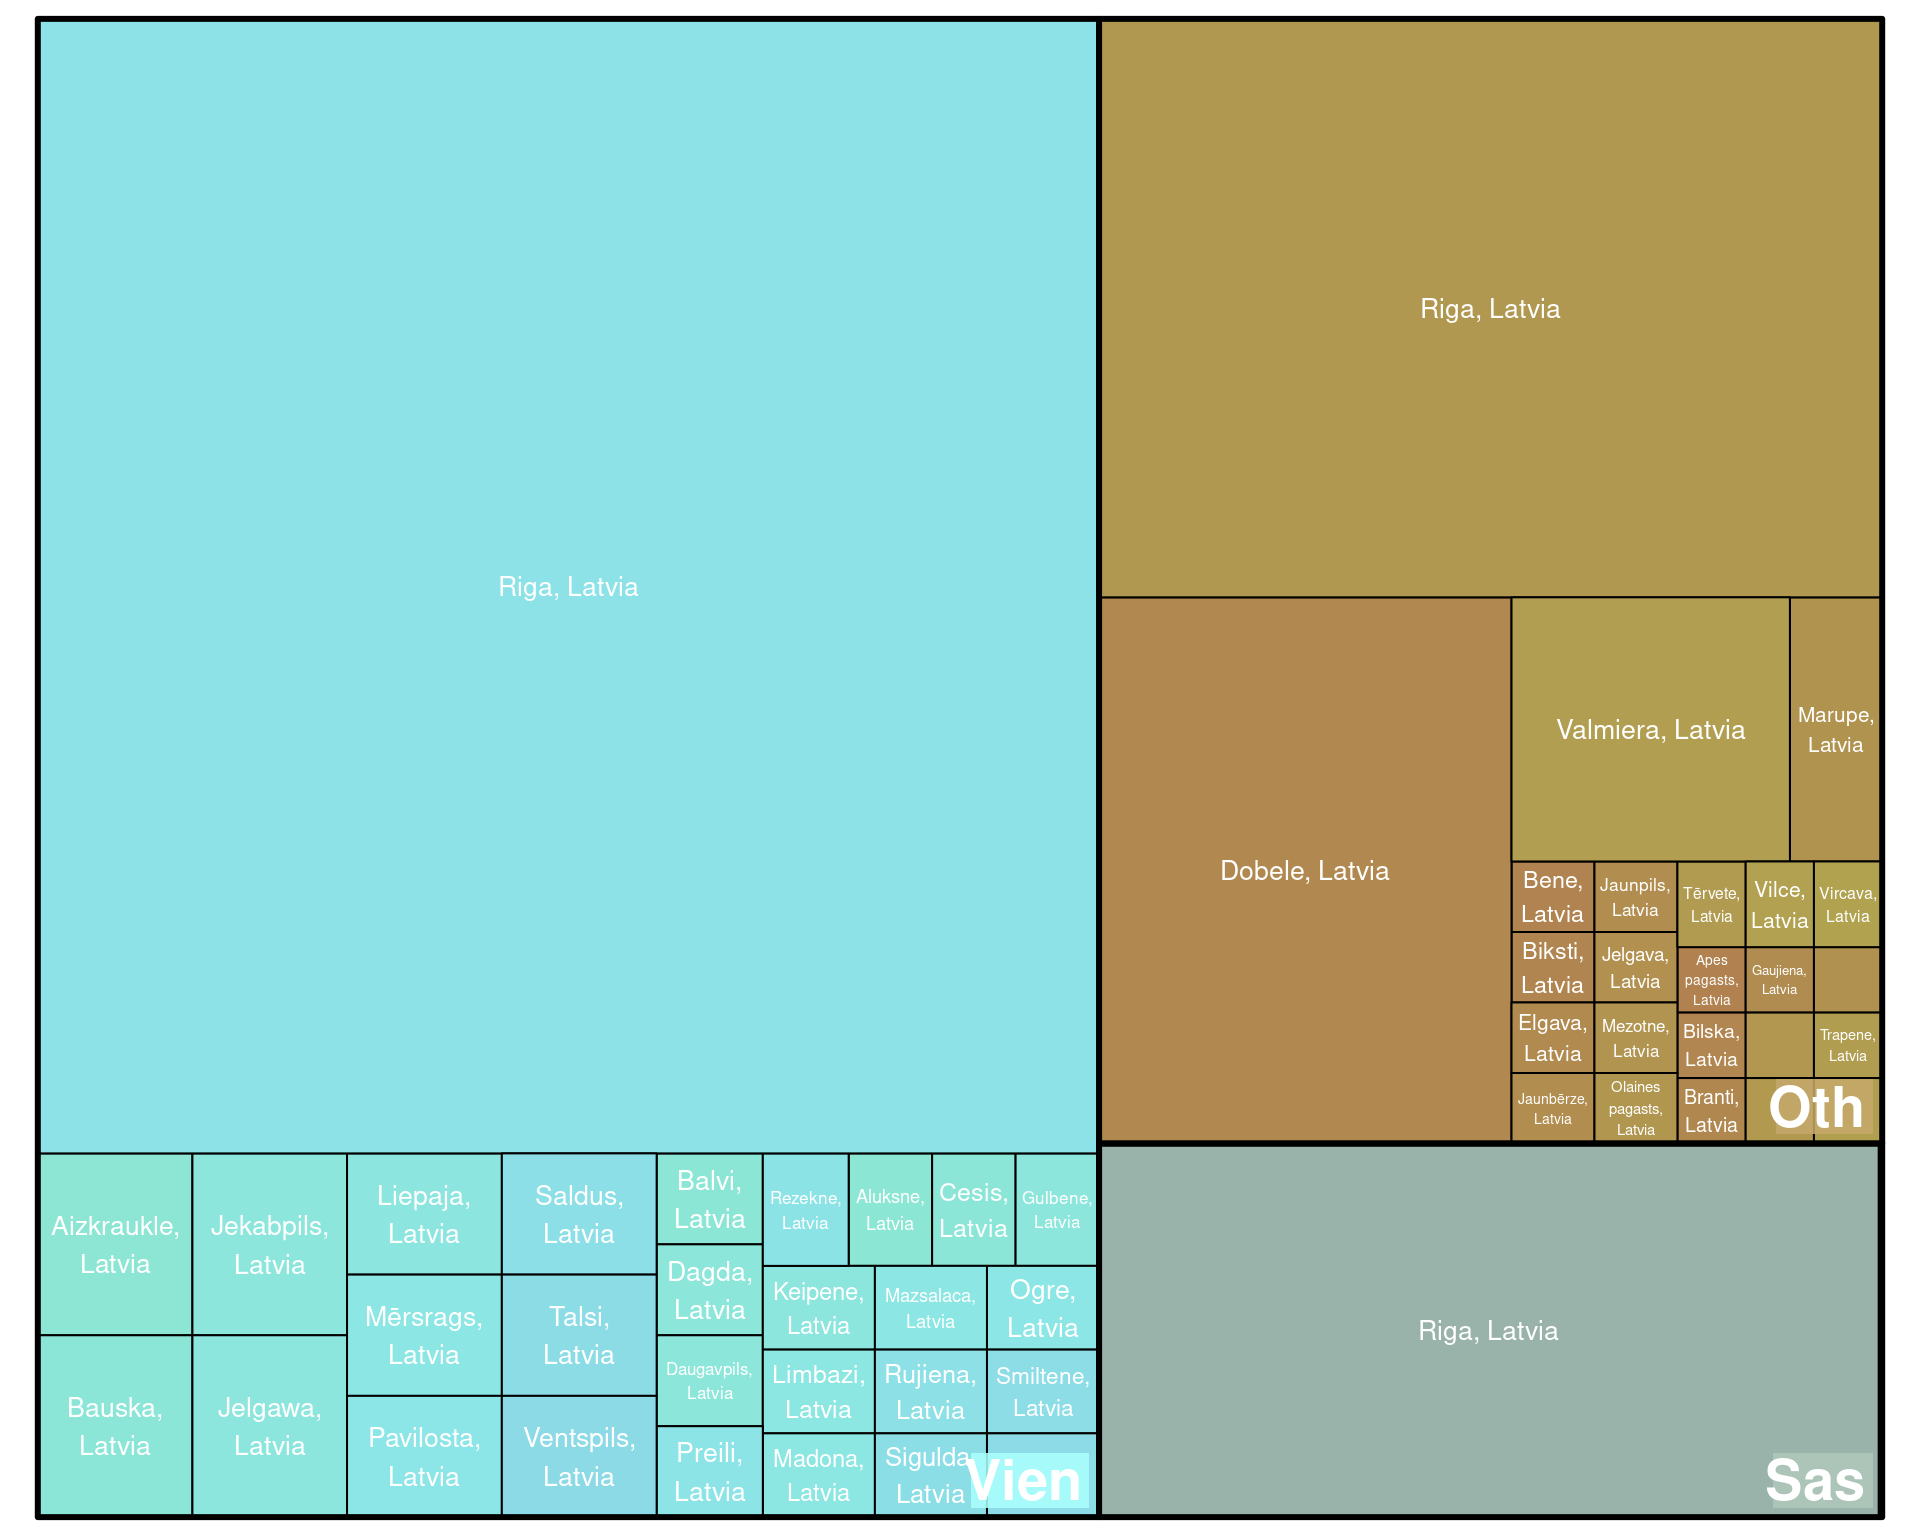 Riga, Latvia
Aizkraukle,
Latvia
Bauska,
Latvia
Jekabpils,
Latvia
Jelgawa,
Latvia
Liepaja,
Latvia
Mērsrags,
Latvia
Pavilosta,
Latvia
Saldus,
Latvia
Talsi,
Latvia
Ventspils,
Latvia
Balvi,
Latvia
Dagda,
Latvia
Daugavpils,
Latvia
Preili,
Latvia
Rezekne,
Latvia
Aluksne,
Latvia
Cesis,
Latvia
Gulbene,
Latvia
Keipene,
Latvia
Limbazi,
Latvia
Madona,
Latvia
Mazsalaca,
Latvia
Rujiena,
Latvia
Sigulda,
Latvia
Ogre,
Latvia
Smiltene,
Latvia
Vien
Riga, Latvia
Dobele, Latvia
Valmiera, Latvia
Marupe,
Latvia
Bene,
Latvia
Biksti,
Latvia
Elgava,
Latvia
Jaunbērze,
Latvia
Jaunpils,
Latvia
Jelgava,
Latvia
Mezotne,
Latvia
Olaines
pagasts,
Latvia
Tērvete,
Latvia
Vilce,
Latvia
Vircava,
Latvia
Apes
pagasts,
Latvia
Bilska,
Latvia
Branti,
Latvia
Gaujiena,
Latvia
Trapene,
Latvia
Oth
Riga, Latvia
Sas